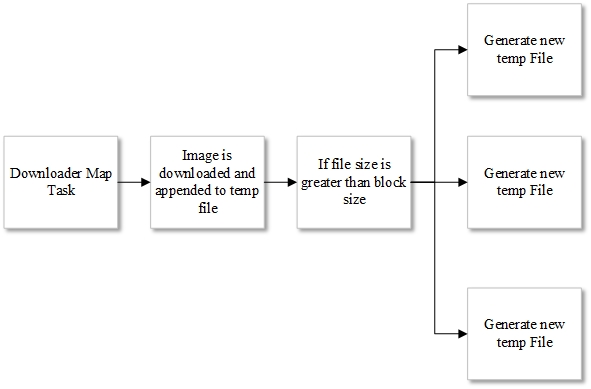 Downloader Map
Task
Image is
downloaded and
appended to temp
file
If file size is
greater than block
size
Generate new
temp File
Generate new
temp File
Generate new
temp File